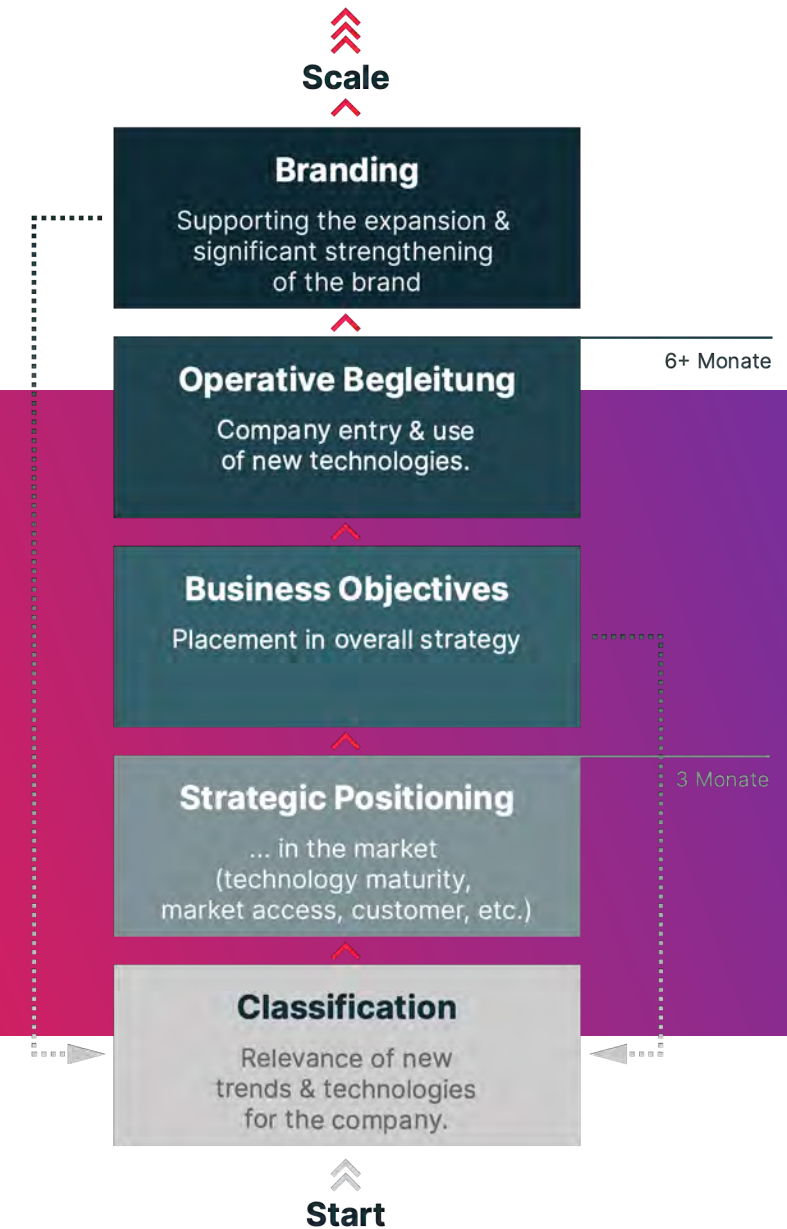 Scale
Branding
Supporting the expansion &
significant strengthening
of the brand
6+ Monate
Operative Begleitung
Company entry & use
of new technologies.
Business Objectives
Placement in overall strategy
3 Monate
Strategic Positioning
... in the market
(technology maturity,
market access, customer, etc.)
Classification
Relevance of new
trends & technologies
for the company.
Start